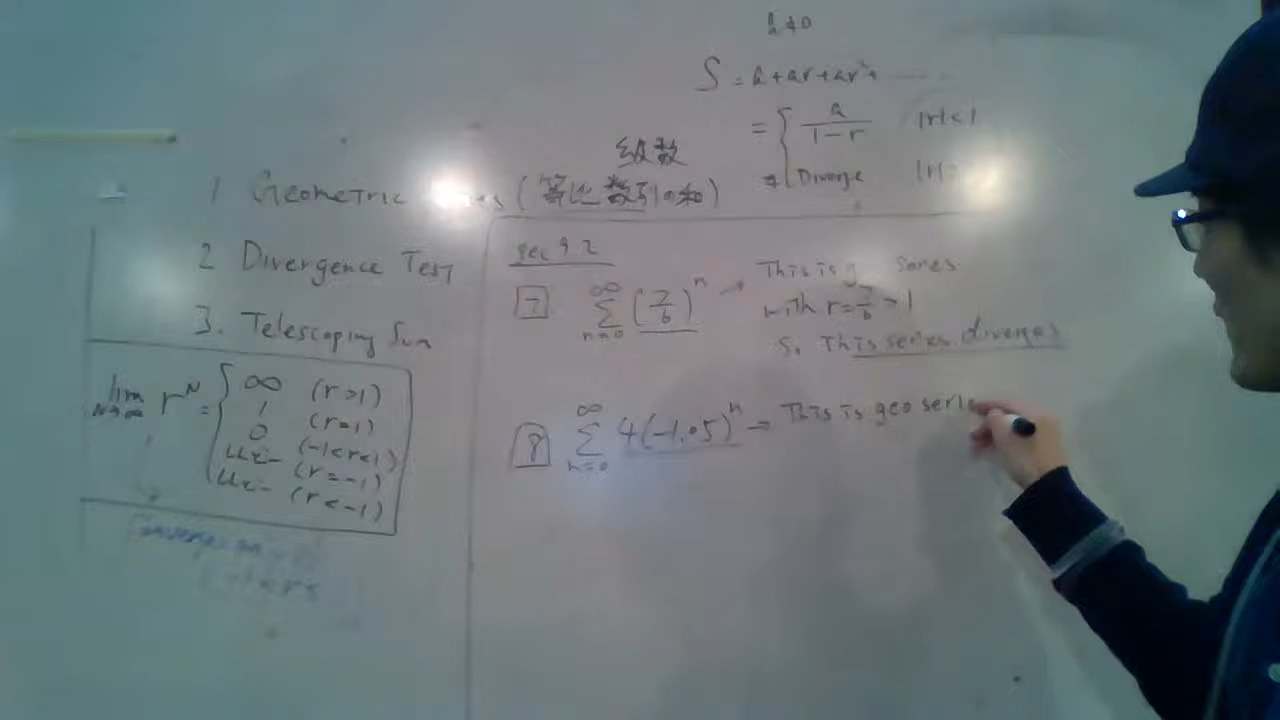 a≠0
S = a+ar+ar²+ ......
= { a/(1-r) |r|<1
Diverge
级数
1 Geometric (等比数列の和)
2 Divergence Test
3. Telescoping Sum
lim N→∞ r^N = { ∞ (r>1)
1 (r=1)
0 (-1<r<1)
(r=-1)
(r<-1)
sec 9.2
7 ∞ Σ n=0 (7/6)^n → This is g series
with r=7/6>1
So This series diverges
8 ∞ Σ n=0 4(-1.05)^n → This is geo serie